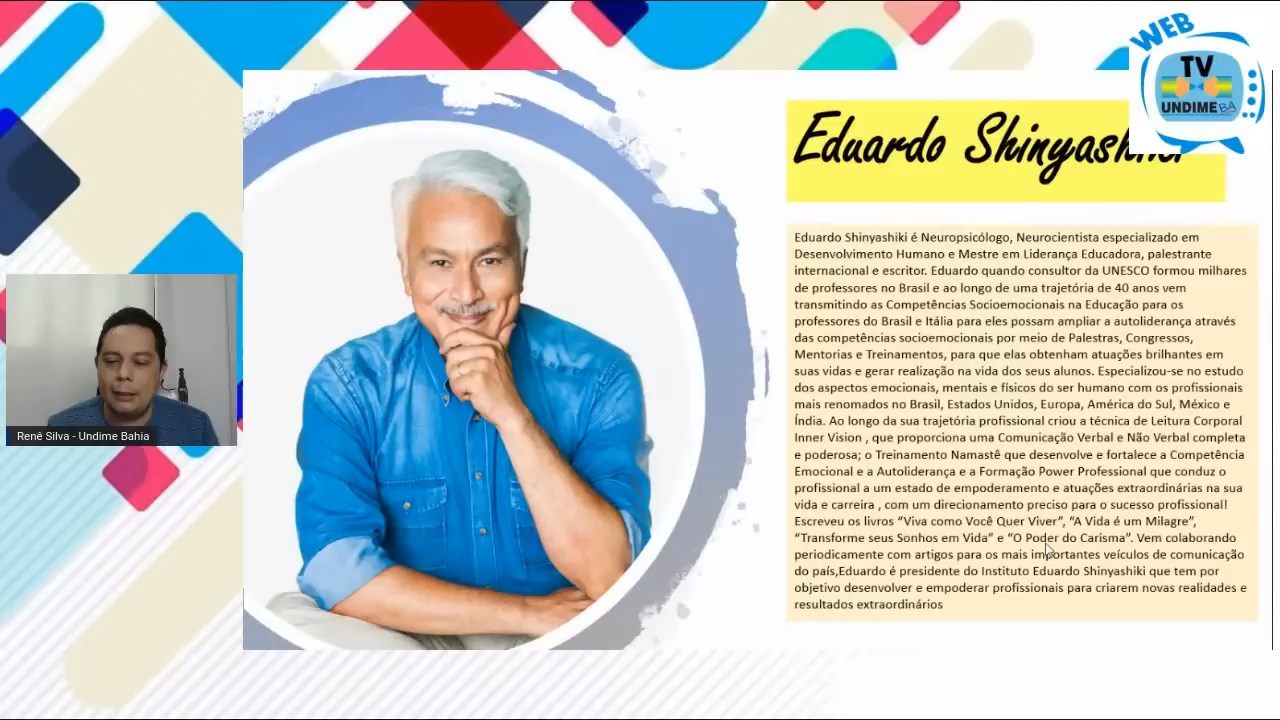 WEB
TV
UNDIME BA
Eduardo Shinyashiki
Eduardo Shinyashiki é Neuropsicólogo, Neurocientista especializado em
Desenvolvimento Humano e Mestre em Liderança Educadora, palestrante
internacional e escritor. Eduardo quando consultor da UNESCO formou milhares
de professores no Brasil e ao longo de uma trajetória de 40 anos vem
transmitindo as Competências Socioemocionais na Educação para os
professores do Brasil e Itália para eles possam ampliar a autoliderança através
das competências socioemocionais por meio de Palestras, Congressos,
Mentorias e Treinamentos, para que elas obtenham atuações brilhantes em
suas vidas e gerar realização na vida dos seus alunos. Especializou-se no estudo
dos aspectos emocionais, mentais e físicos do ser humano com os profissionais
mais renomados no Brasil, Estados Unidos, Europa, América do Sul, México e
Índia. Ao longo da sua trajetória profissional criou a técnica de Leitura Corporal
Inner Vision , que proporciona uma Comunicação Verbal e Não Verbal completa
e poderosa; o Treinamento Namastê que desenvolve e fortalece a Competência
Emocional e a Autoliderança e a Formação Power Professional que conduz o
profissional a um estado de empoderamento e atuações extraordinárias na sua
vida e carreira , com um direcionamento preciso para o sucesso profissional!
Escreveu os livros “Viva como Você Quer Viver”, “A Vida é um Milagre”,
“Transforme seus Sonhos em Vida” e “O Poder do Carisma”. Vem colaborando
periodicamente com artigos para os mais importantes veículos de comunicação
do país,Eduardo é presidente do Instituto Eduardo Shinyashiki que tem por
objetivo desenvolver e empoderar profissionais para criarem novas realidades e
resultados extraordinários
Renê Silva - Undime Bahia